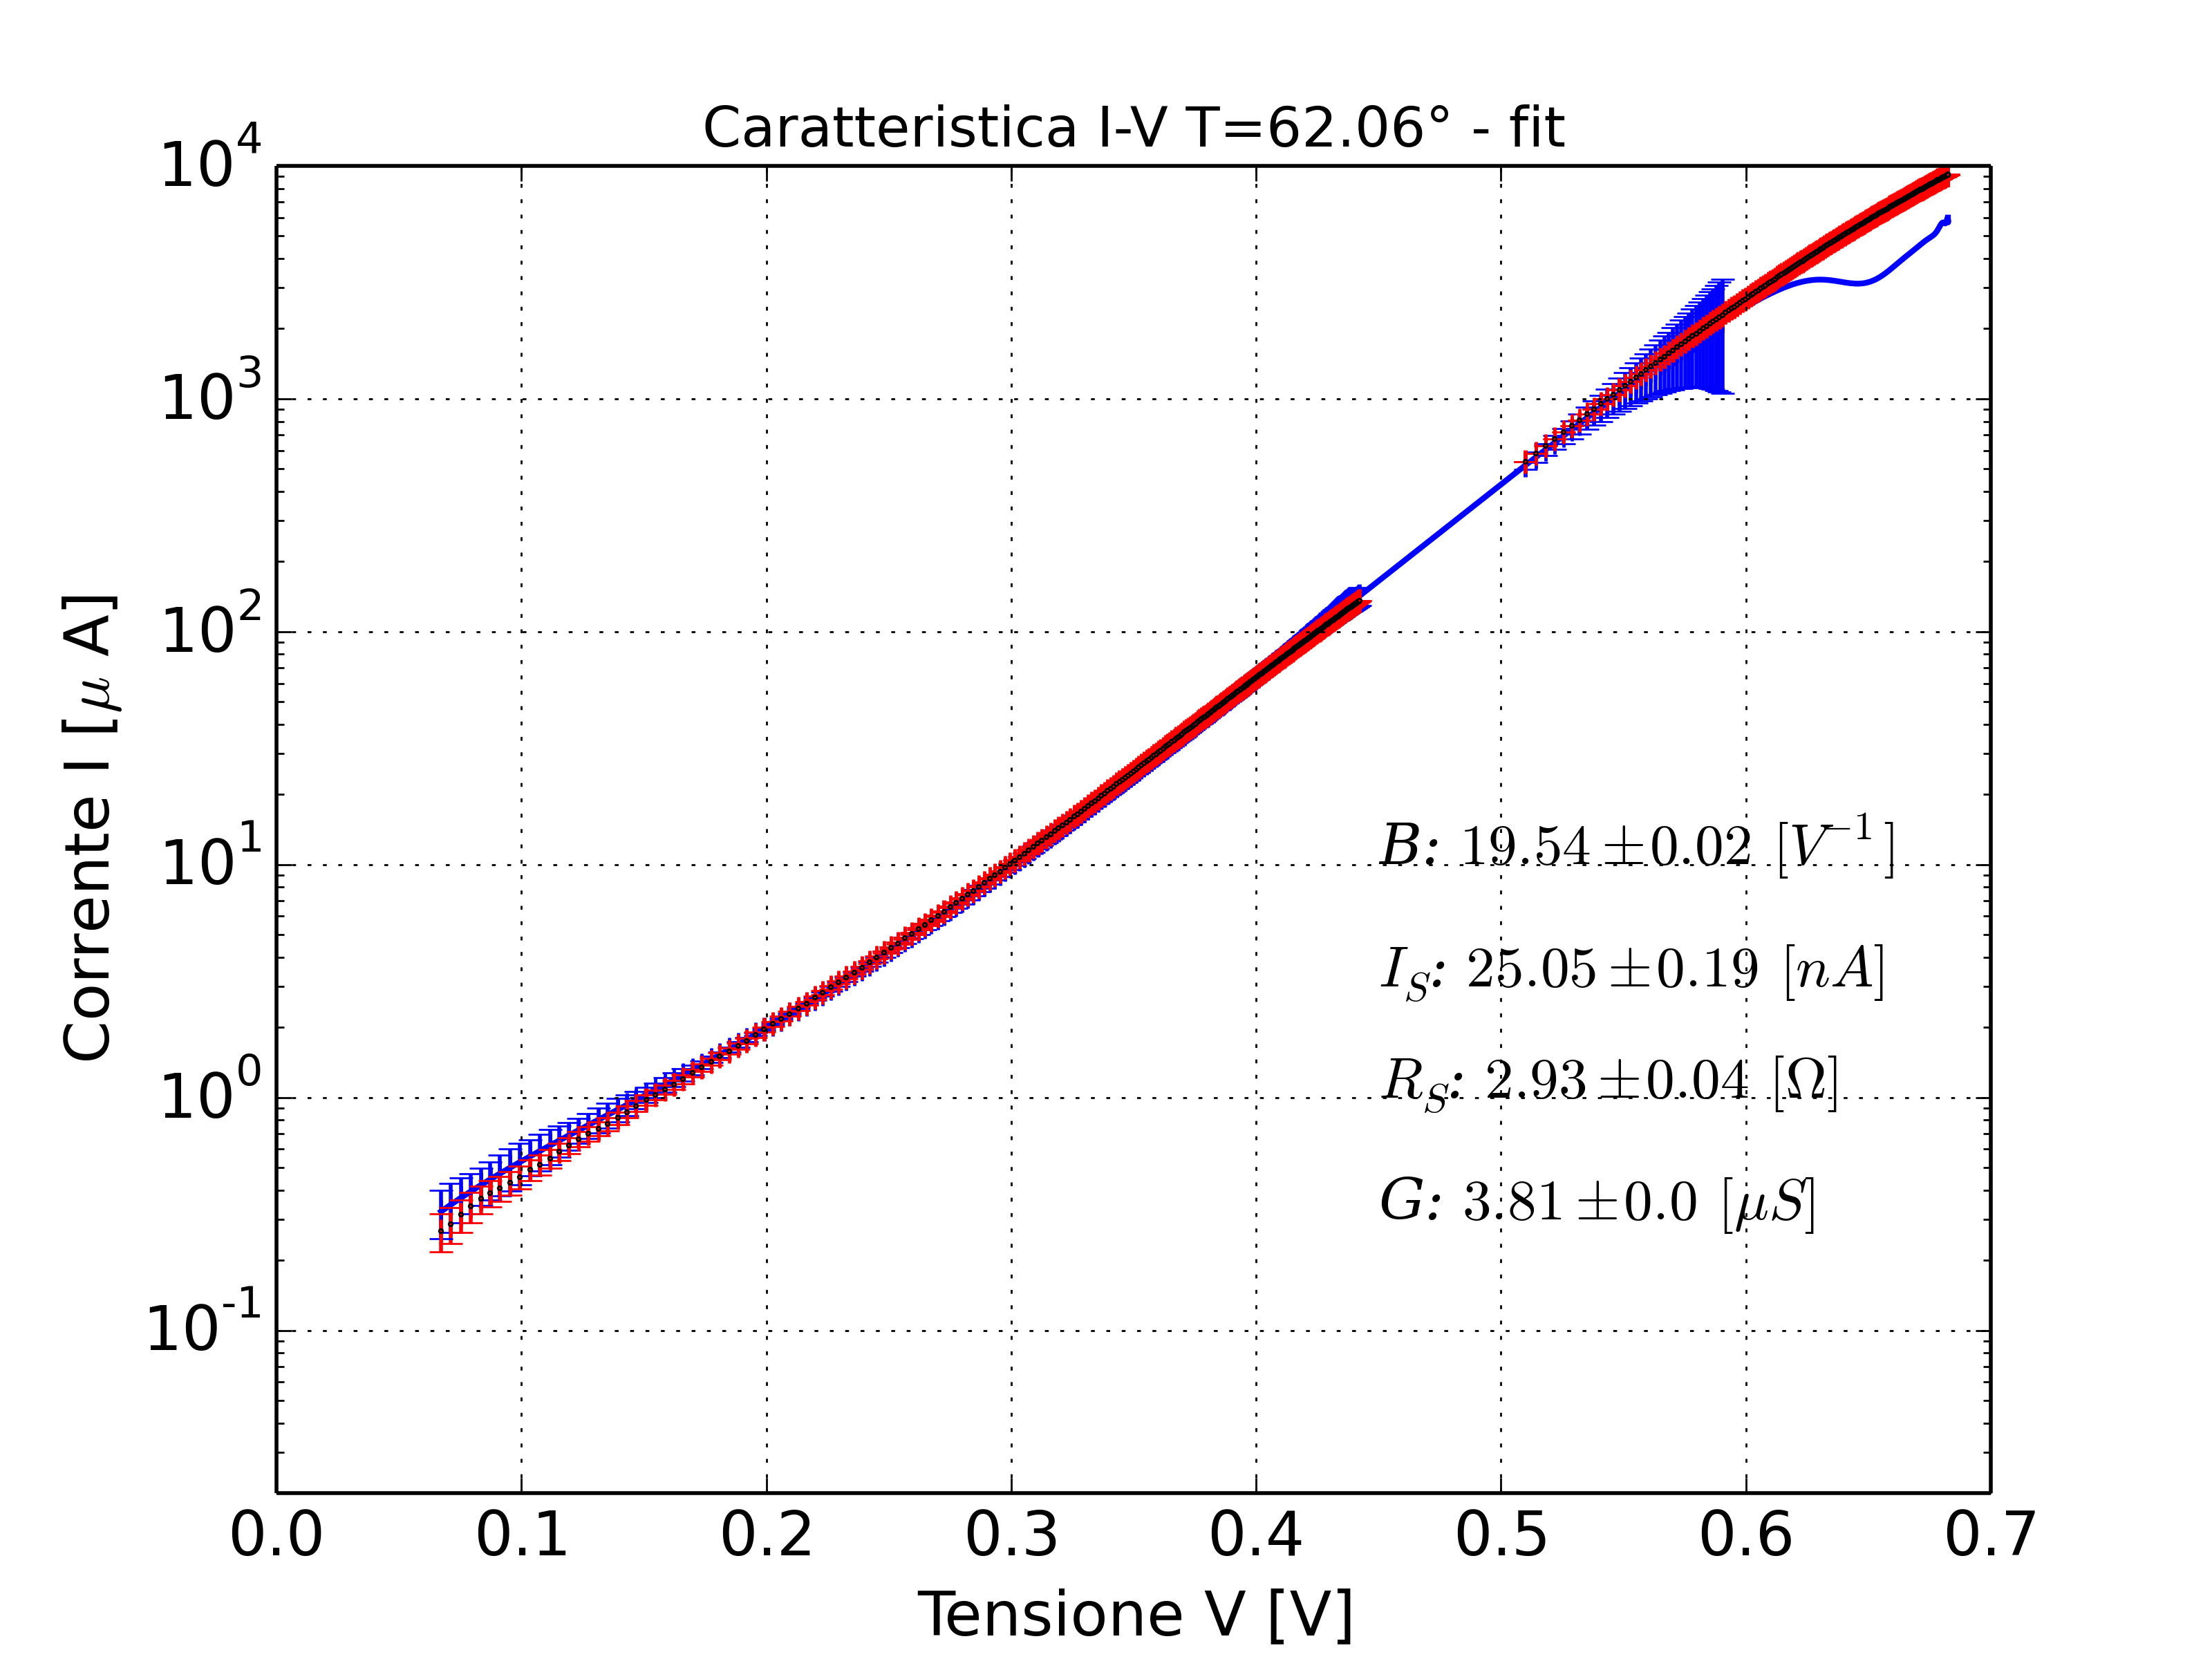 Caratteristica I-V T=62.06° - fit
10^4
10^3
10^2
10^1
10^0
10^-1
Corrente I [μ A]
B: 19.54±0.02 [V^−1]
I_S: 25.05±0.19 [nA]
R_S: 2.93±0.04 [Ω]
G: 3.81±0.0 [μS]
0.0 0.1 0.2 0.3 0.4 0.5 0.6 0.7
Tensione V [V]